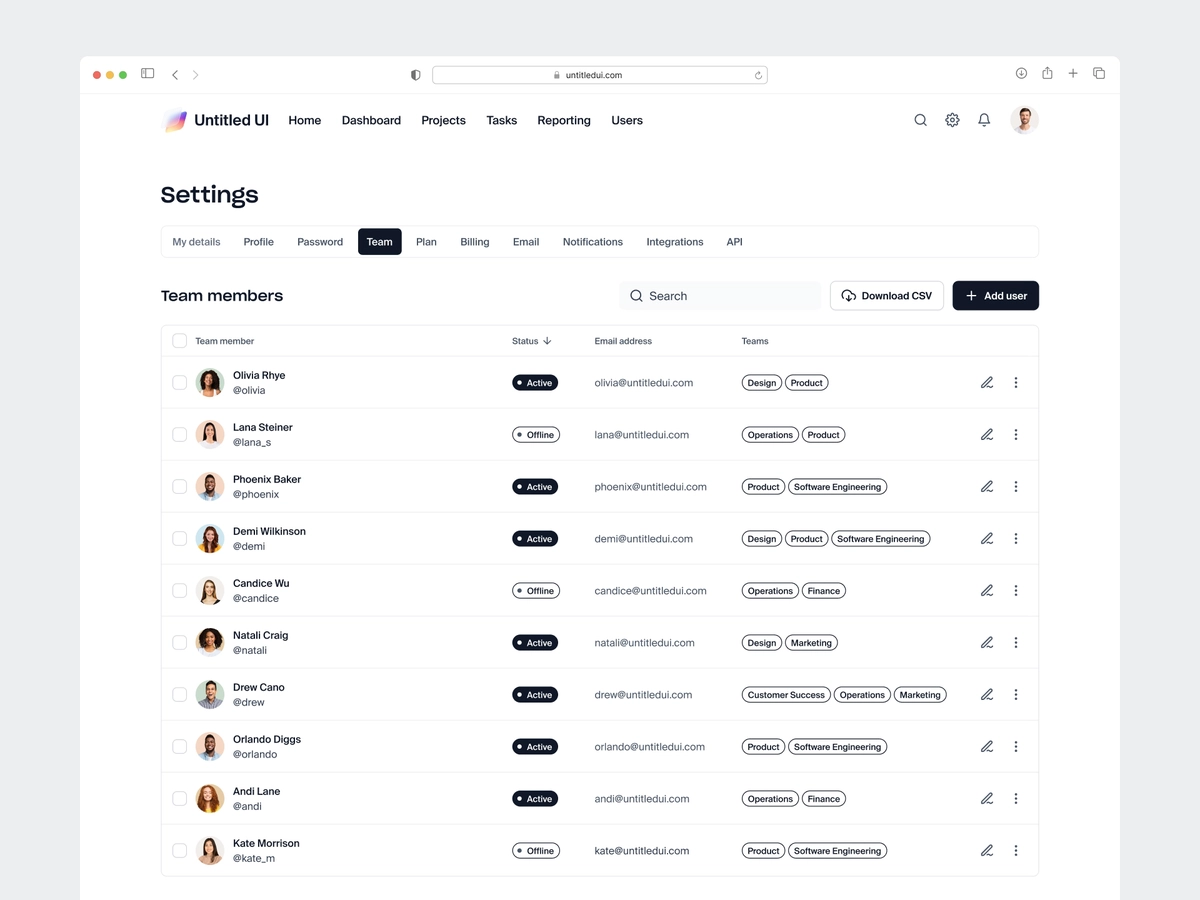 untitledui.com
Untitled UI Home Dashboard Projects Tasks Reporting Users
Settings
My details Profile Password Team Plan Billing Email Notifications Integrations API
Team members Search Download CSV Add user
Team member Status Email address Teams
Olivia Rhye
@olivia
Active olivia@untitledui.com Design Product
Lana Steiner
@lana_s
Offline lana@untitledui.com Operations Product
Phoenix Baker
@phoenix
Active phoenix@untitledui.com Product Software Engineering
Demi Wilkinson
@demi
Active demi@untitledui.com Design Product Software Engineering
Candice Wu
@candice
Offline candice@untitledui.com Operations Finance
Natali Craig
@natali
Active natali@untitledui.com Design Marketing
Drew Cano
@drew
Active drew@untitledui.com Customer Success Operations Marketing
Orlando Diggs
@orlando
Active orlando@untitledui.com Product Software Engineering
Andi Lane
@andi
Active andi@untitledui.com Operations Finance
Kate Morrison
@kate_m
Offline kate@untitledui.com Product Software Engineering